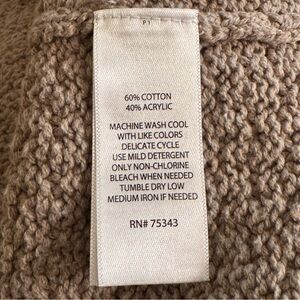 P1
60% COTTON
40% ACRYLIC
MACHINE WASH COOL
WITH LIKE COLORS
DELICATE CYCLE
USE MILD DETERGENT
ONLY NON-CHLORINE
BLEACH WHEN NEEDED
TUMBLE DRY LOW
MEDIUM IRON IF NEEDED
RN# 75343